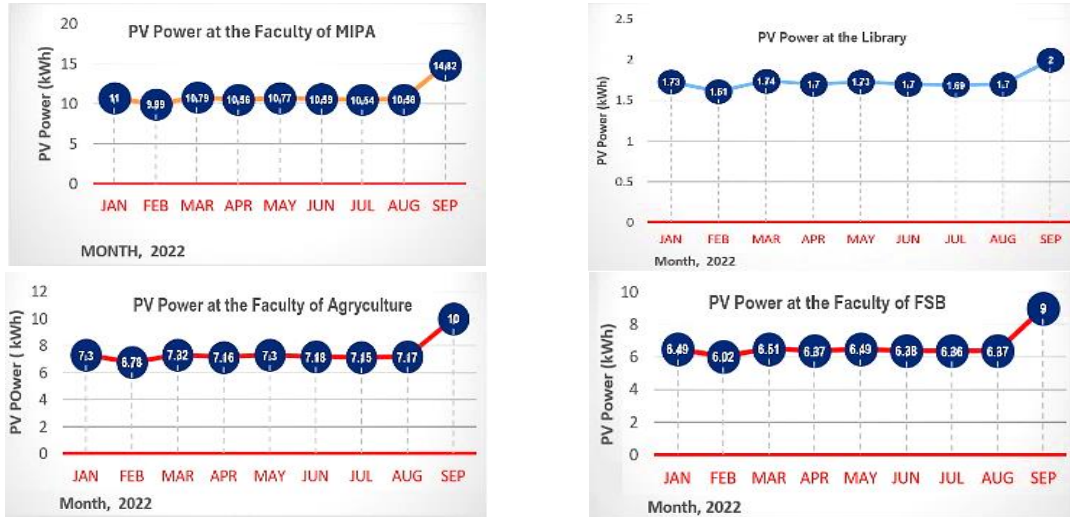 PV Power at the Faculty of MIPA
PV Power (kWh)
20
15
10
5
0
11 9,99 10,79 10,56 10,77 10,59 10,54 10,56 14,82
JAN FEB MAR APR MAY JUN JUL AUG SEP
MONTH, 2022
PV Power at the Library
PV Power (kWh)
2.5
2
1.5
1
0.5
0
1.73 1.61 1.74 1.7 1.73 1.7 1.69 1.7 2
JAN FEB MAR APR MAY JUN JUL AUG SEP
Month, 2022
PV Power at the Faculty of Agryculture
PV POwer ( kWh)
12
10
8
6
4
2
0
7.3 6.78 7.32 7.16 7.3 7.18 7.15 7.17 10
JAN FEB MAR APR MAY JUN JUL AUG SEP
Month, 2022
PV Power at the Faculty of FSB
PV Power (kWh)
10
8
6
4
2
0
6.49 6.02 6.51 6.37 6.49 6.38 6.36 6.37 9
JAN FEB MAR APR MAY JUN JUL AUG SEP
Month, 2022